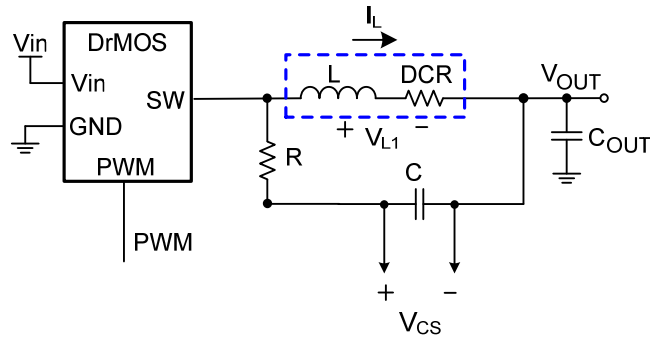 I_L
Vin
DrMOS
Vin
SW
GND
PWM
PWM
L
DCR
+ V_L1 −
V_OUT
C_OUT
R
C
+ −
V_CS